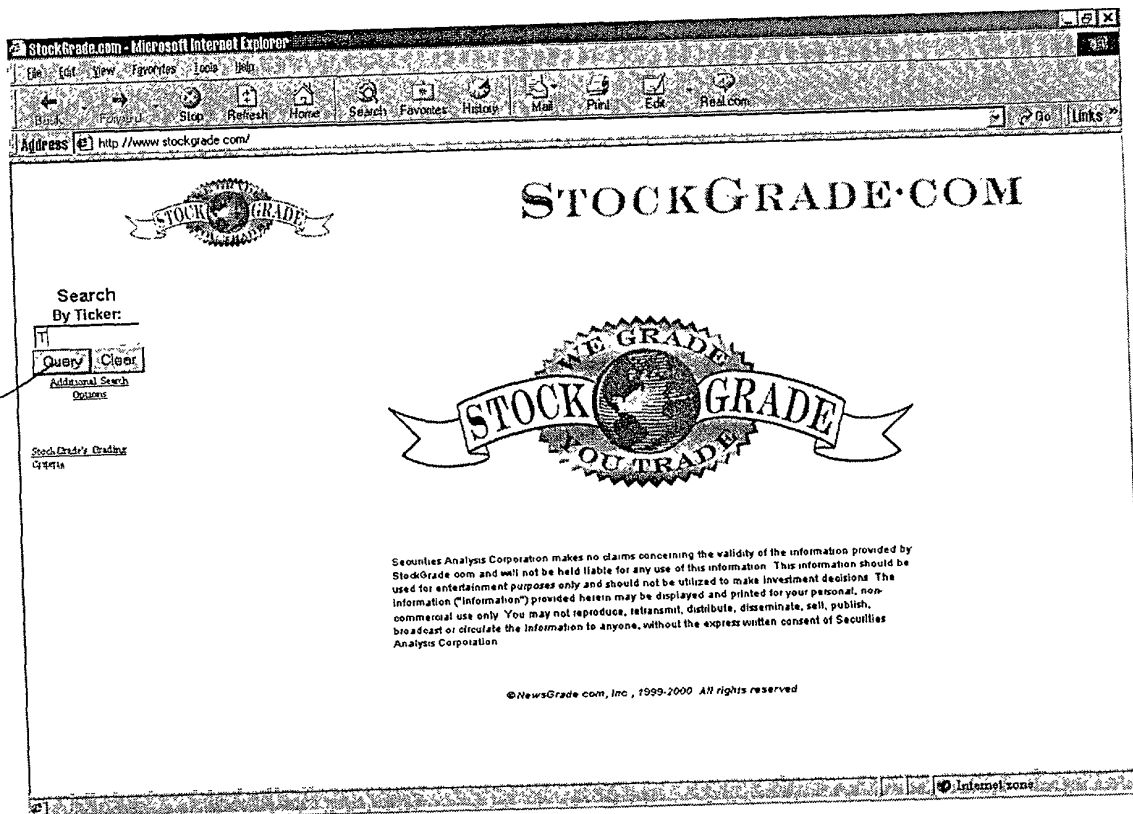 StockGrade.com - Microsoft Internet Explorer
File Edit View Favorites Tools Help
Back Forward Stop Refresh Home Search Favorites History Mail Print Edit Real.com
Address http //www stockgrade com/ Go Links »
STOCK GRADE
STOCKGRADE·COM
Search
By Ticker:
T
Query Clear
Additional Search
Options
Stock Grade's Grading
Criteria
WE GRADE
STOCK GRADE
YOU TRADE
Securities Analysis Corporation makes no claims concerning the validity of the information provided by
StockGrade com and will not be held liable for any use of this information This information should be
used for entertainment purposes only and should not be utilized to make investment decisions The
information ("Information") provided herein may be displayed and printed for your personal, non-
commercial use only You may not reproduce, retransmit, distribute, disseminate, sell, publish,
broadcast or circulate the Information to anyone, without the express written consent of Securities
Analysis Corporation
©NewsGrade com, Inc , 1999-2000 All rights reserved
Internet zone